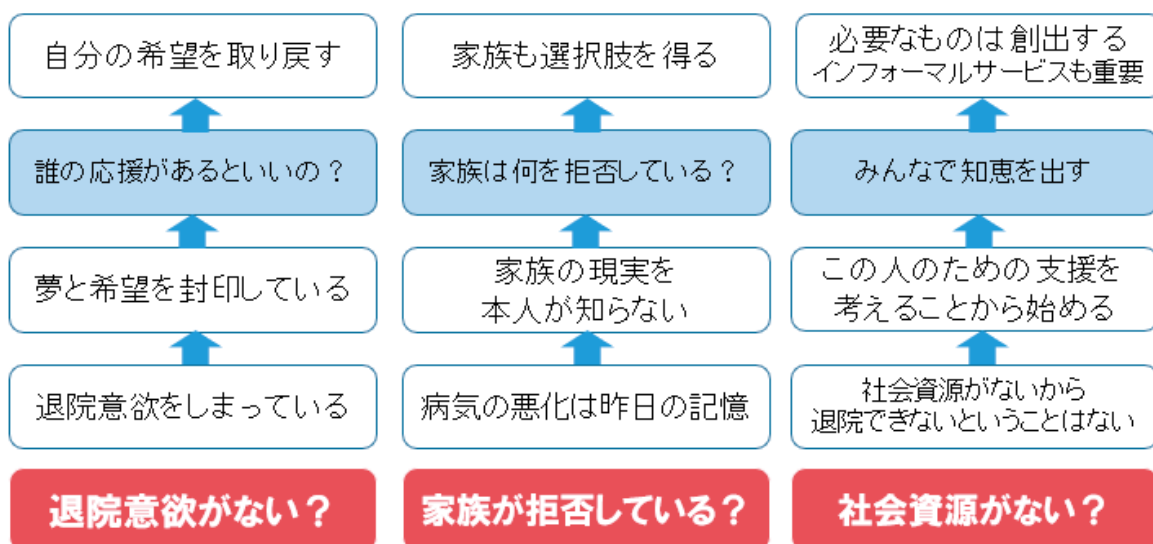 自分の希望を取り戻す
誰の応援があるといいの？
夢と希望を封印している
退院意欲をしまっている
退院意欲がない？
家族も選択肢を得る
家族は何を拒否している？
家族の現実を
本人が知らない
病気の悪化は昨日の記憶
家族が拒否している？
必要なものは創出する
インフォーマルサービスも重要
みんなで知恵を出す
この人のための支援を
考えることから始める
社会資源がないから
退院できないということはない
社会資源がない？